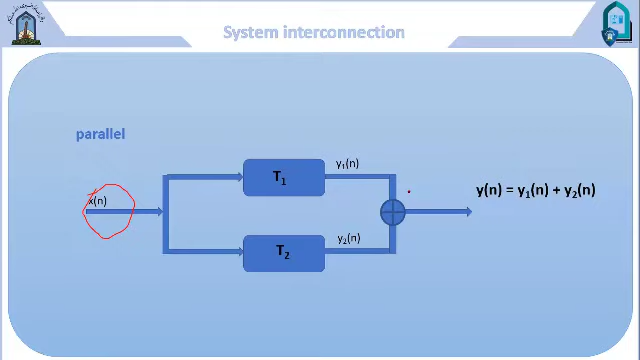 System interconnection
parallel
x(n)
T1
y1(n)
T2
y2(n)
y(n) = y1(n) + y2(n)